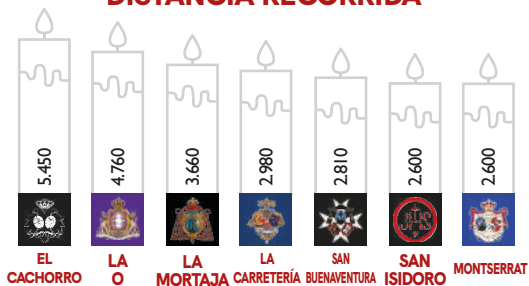 DISTANCIA RECORRIDA
5.450
4.760
3.660
2.980
2.810
2.600
2.600
EL
CACHORRO
LA
O
LA
MORTAJA
LA
CARRETERÍA
SAN
BUENAVENTURA
SAN
ISIDORO
MONTSERRAT